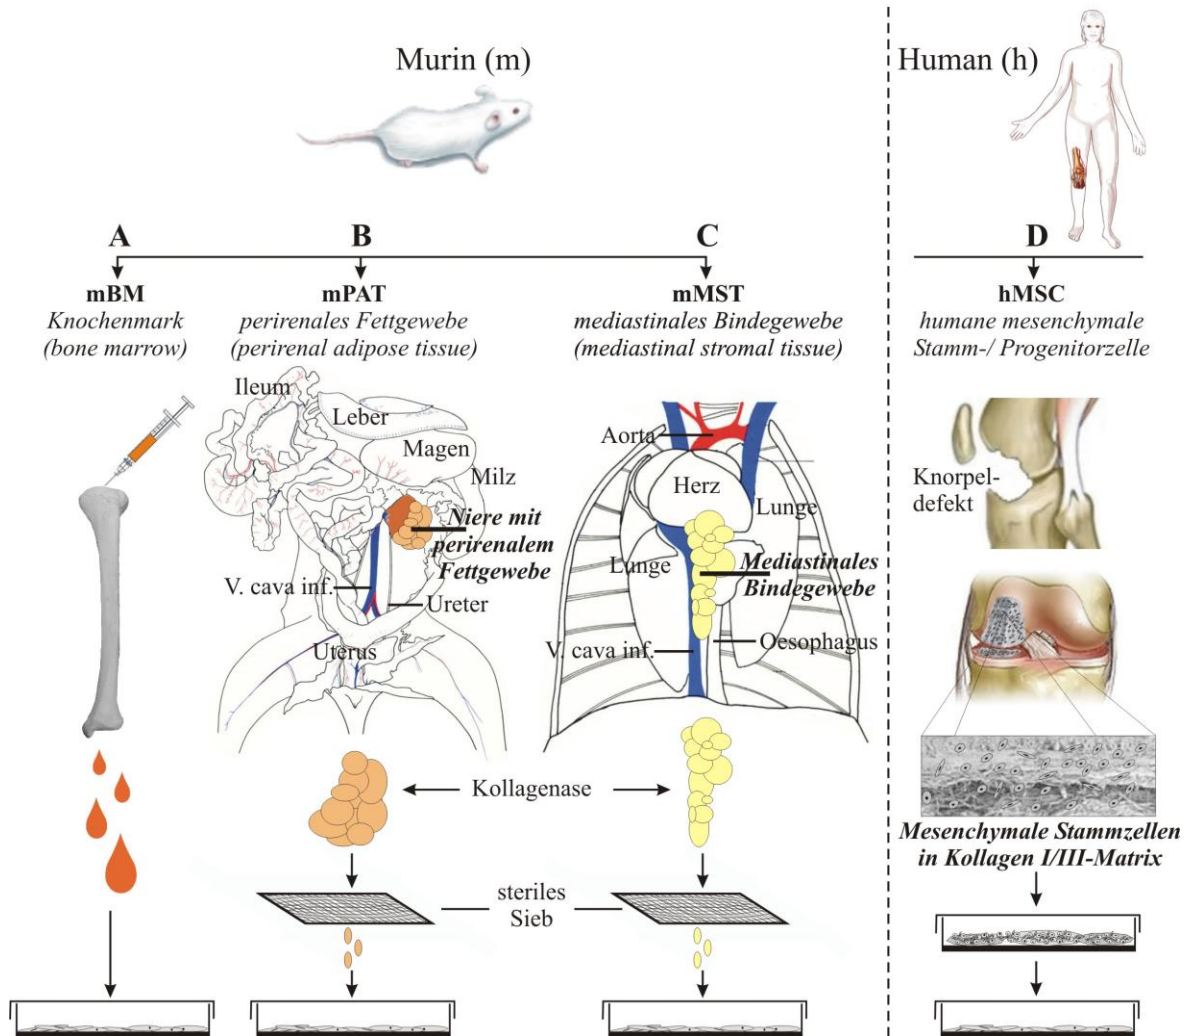 Murin (m)
Human (h)
A
B
C
D
mBM
Knochenmark
(bone marrow)
mPAT
perirenales Fettgewebe
(perirenal adipose tissue)
mMST
mediastinales Bindegewebe
(mediastinal stromal tissue)
hMSC
humane mesenchymale
Stamm-/ Progenitorzelle
Ileum
Leber
Magen
Milz
Niere mit
perirenalem
Fettgewebe
V. cava inf.
Ureter
Uterus
Aorta
Herz
Lunge
Lunge
Mediastinales
Bindegewebe
Oesophagus
V. cava inf.
Knorpel-
defekt
Kollagenase
Mesenchymale Stammzellen
in Kollagen I/III-Matrix
steriles
Sieb